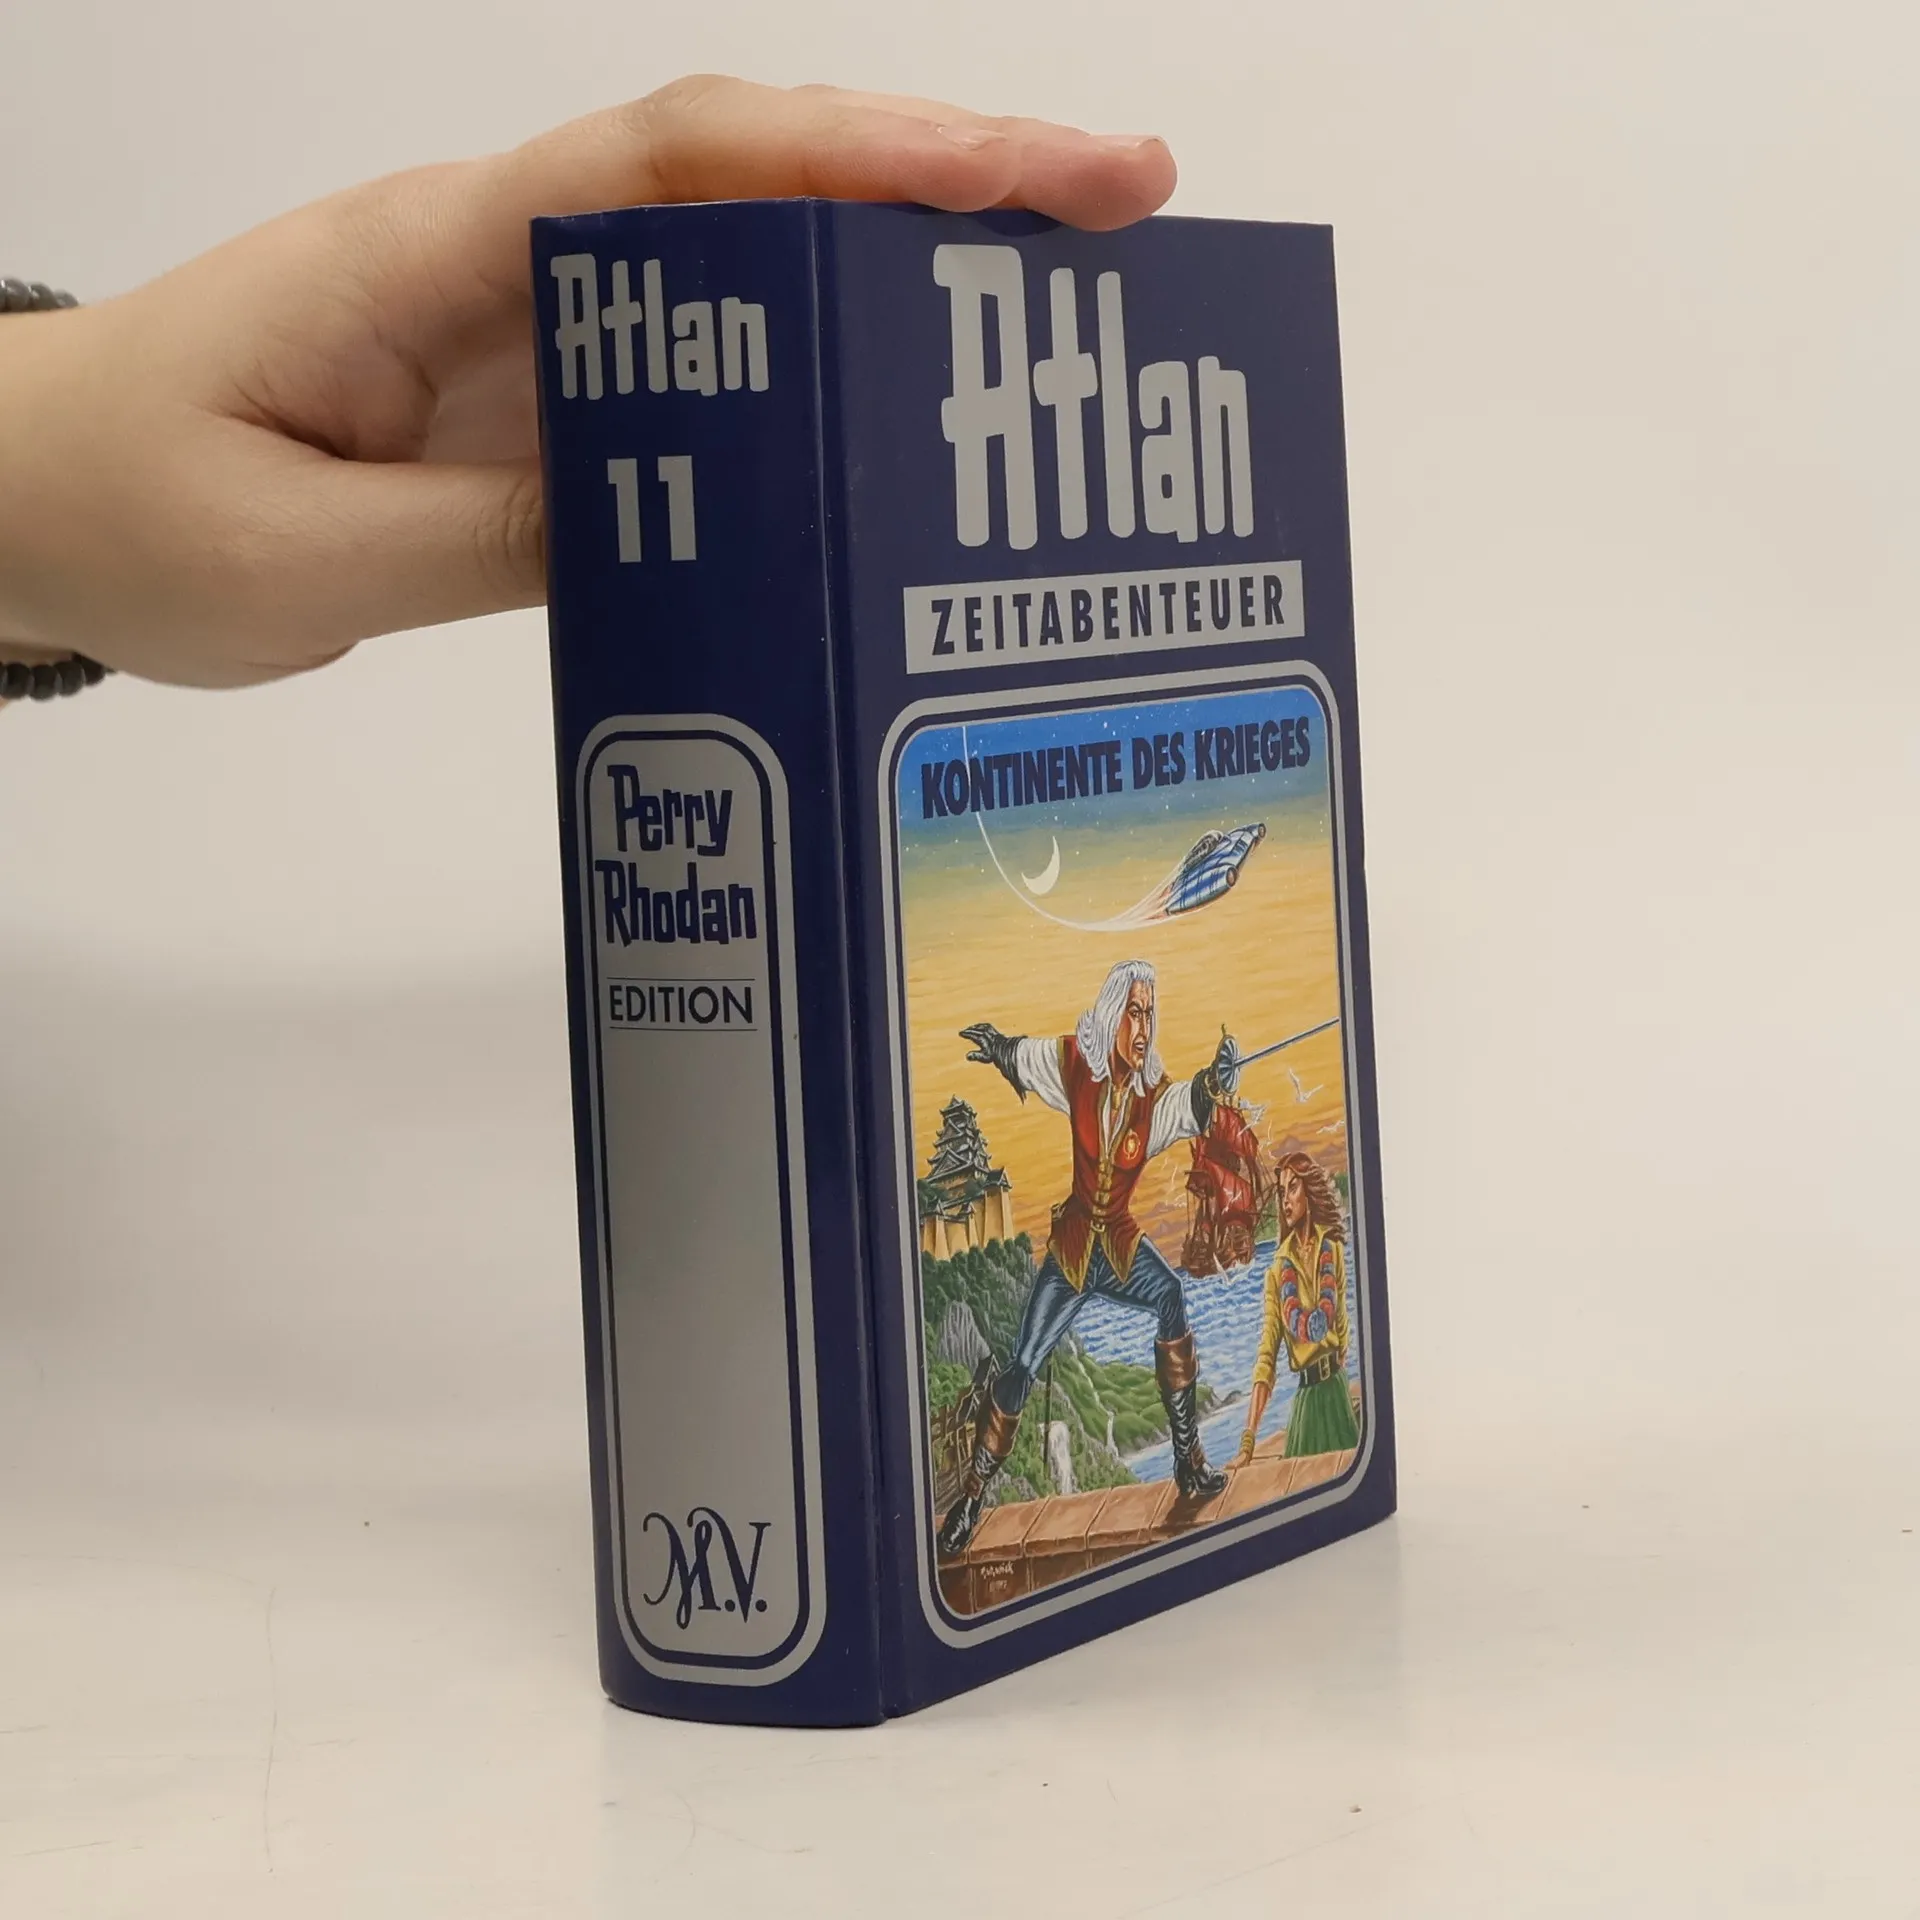 Atlan
11
Perry
Rhodan
EDITION
M.V.
Atlan
ZEITABENTEUER
KONTINENTE DES KRIEGES